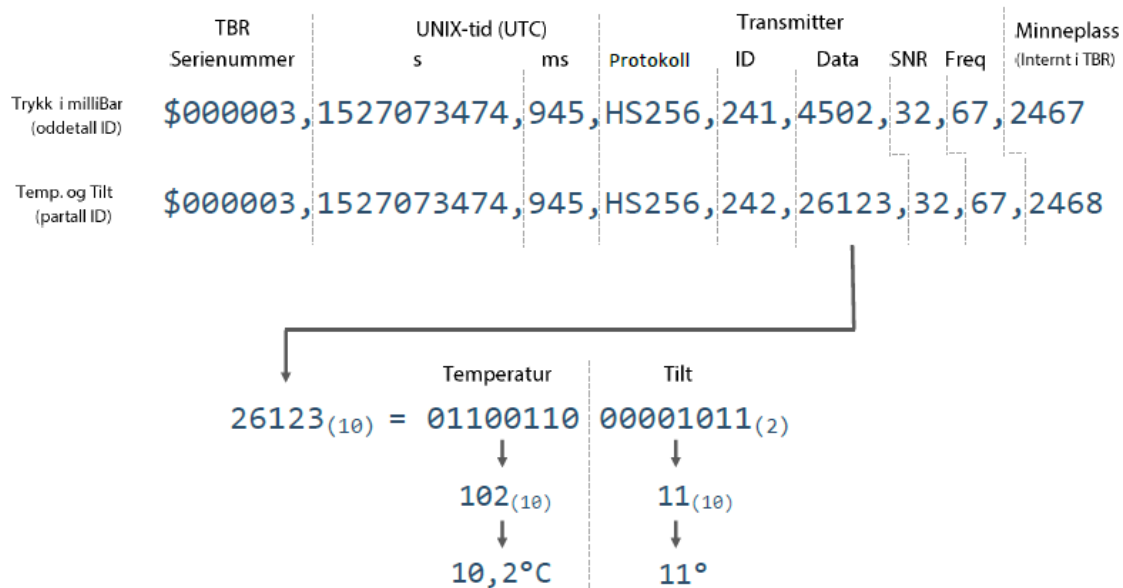 TBR UNIX-tid (UTC) Transmitter Minneplass
Serienummer s ms Protokoll ID Data SNR Freq (Internt i TBR)
Trykk i milliBar
(oddetall ID)
$000003,1527073474,945,HS256,241,4502,32,67,2467
Temp. og Tilt
(partall ID)
$000003,1527073474,945,HS256,242,26123,32,67,2468
Temperatur Tilt
26123(10) = 01100110 00001011(2)
102(10) 11(10)
10,2°C 11°